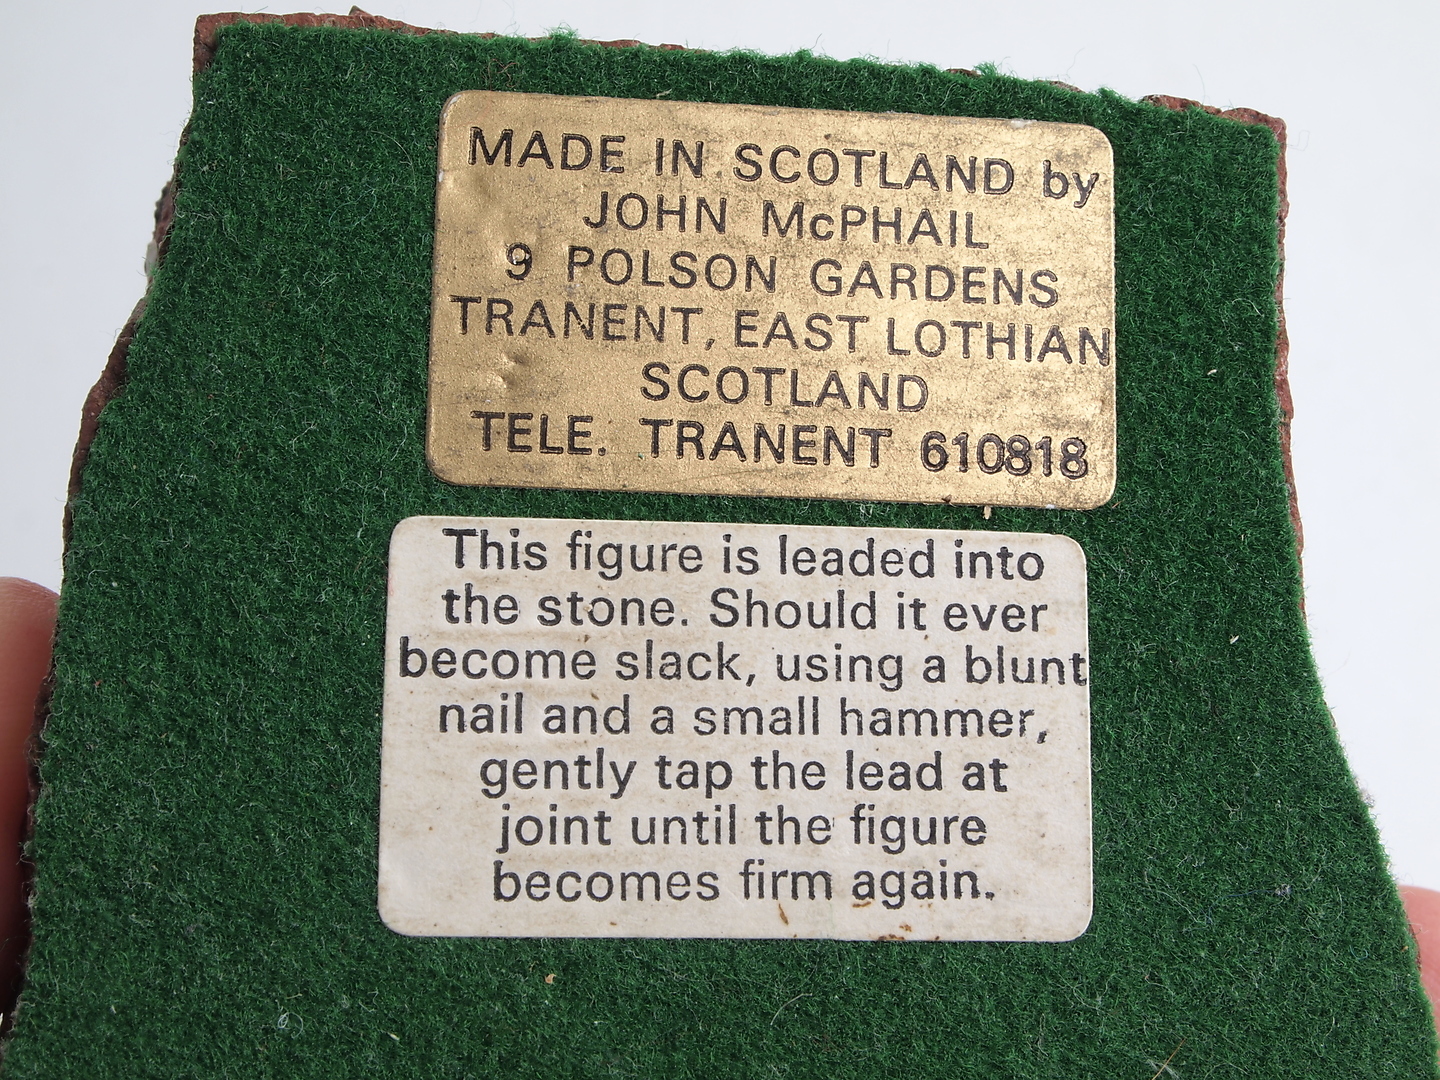 MADE IN SCOTLAND by
JOHN McPHAIL
9 POLSON GARDENS
TRANENT, EAST LOTHIAN
SCOTLAND
TELE. TRANENT 610818
This figure is leaded into
the stone. Should it ever
become slack, using a blunt
nail and a small hammer,
gently tap the lead at
joint until the figure
becomes firm again.